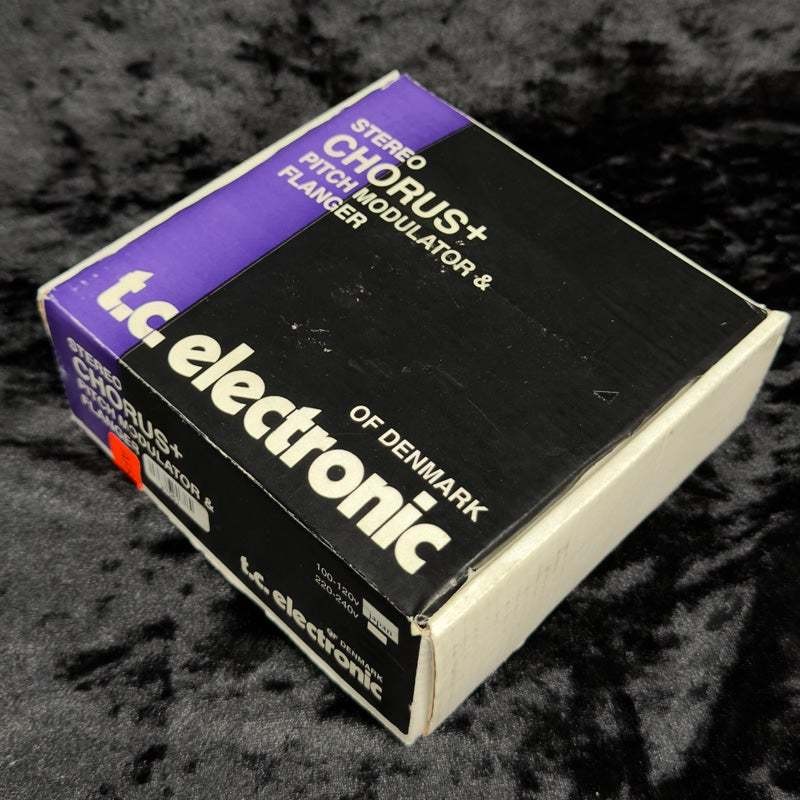 STEREO
CHORUS+
PITCH MODULATOR &
FLANGER
t.c. electronic
OF DENMARK
STEREO
CHORUS+
PITCH MODULATOR &
FLANGER
100-120V
220-240V
Japan
t.c. electronic
OF DENMARK